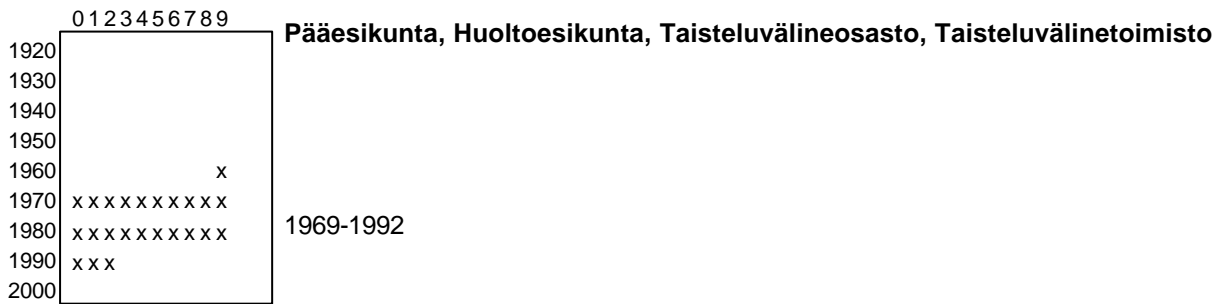 0123456789
Pääesikunta, Huoltoesikunta, Taisteluvälineosasto, Taisteluvälinetoimisto
1920
1930
1940
1950
1960 x
1970 xxxxxxxxxx
1980 xxxxxxxxxx
1969-1992
1990 xxx
2000